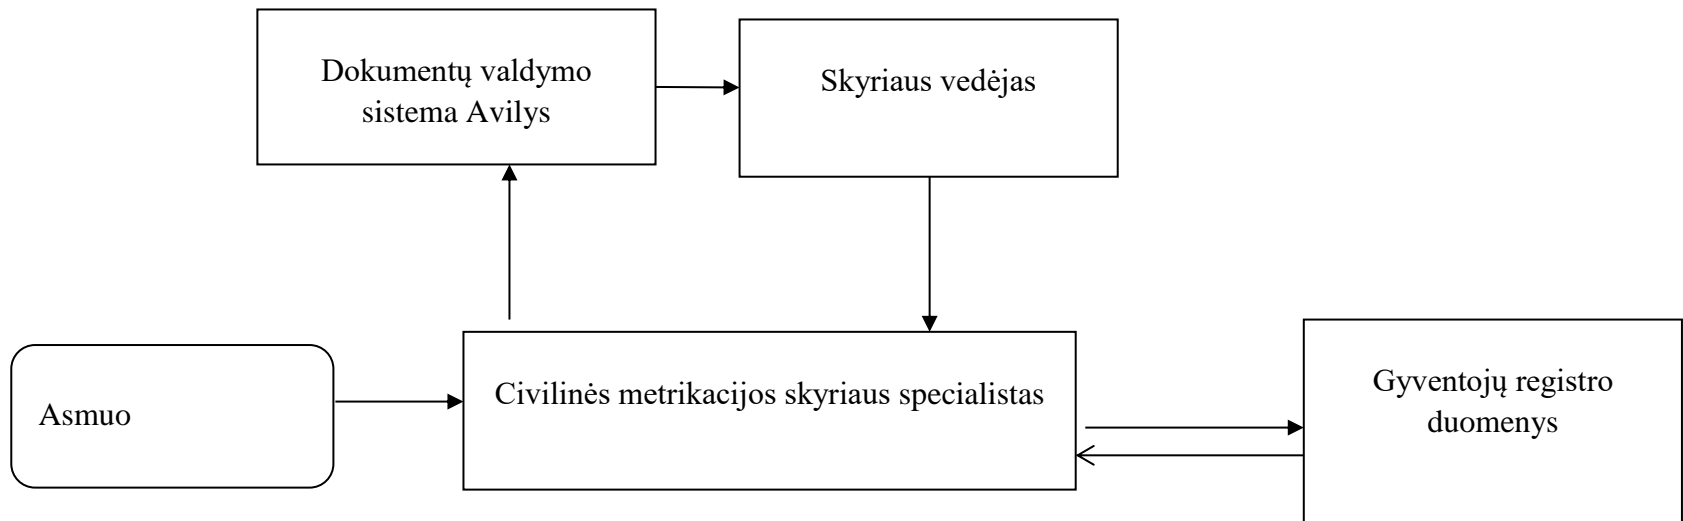 Dokumentų valdymo
sistema Avilys
Skyriaus vedėjas
Asmuo
Civilinės metrikacijos skyriaus specialistas
Gyventojų registro
duomenys